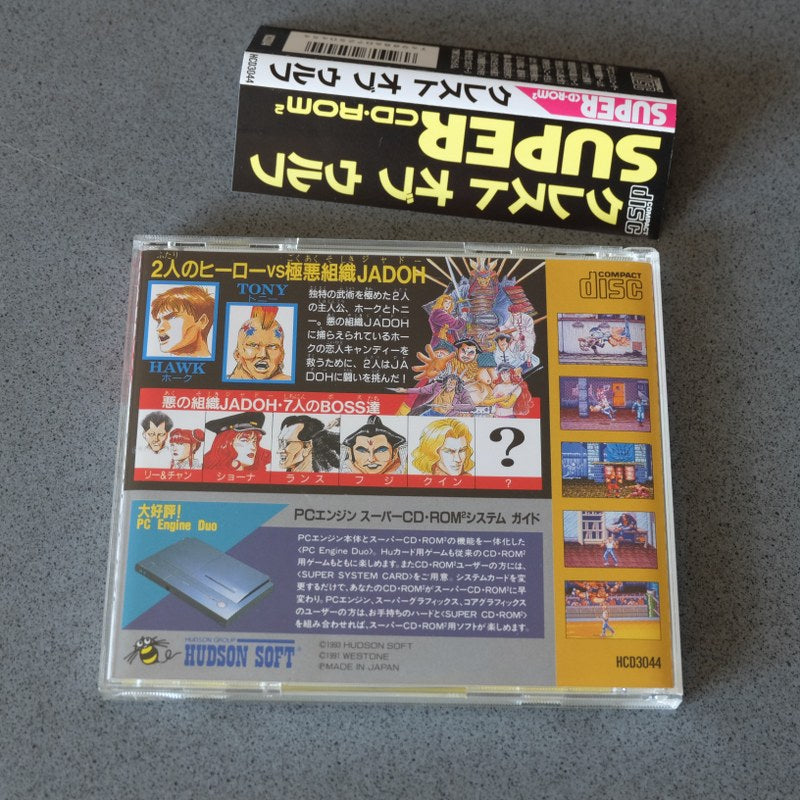 HCD3044
クレスト オブ ウルフ
SUPER CD・ROM²
SUPER CD・ROM²
クレスト オブ ウルフ
COMPACT disc
ふたり
ごくあくそしきジャドー
2人のヒーローVS極悪組織JADOH
COMPACT
disc
TONY
トニー
HAWK
ホーク
独特の武術を極めた2人
の主人公、ホークとトニ
ー。悪の組織JADOH
に捕らえられているホー
クの恋人キャンディーを
救うために、2人はJA
DOHに闘いを挑んだ!
悪の組織JADOH・7人のBOSS達
?
リー&チャン
ショーナ
ランス
フジ
クイン
?
大好評!
PC Engine Duo
PCエンジン スーパーCD・ROM²システム ガイド
PCエンジン本体とスーパーCD・ROM²の機能を一体化した
〈PC Engine Duo〉。Huカード用ゲームも従来のCD・ROM²
用ゲームもともに楽しめます。またCD・ROM²ユーザーの方には、
〈SUPER SYSTEM CARD〉をご用意。システムカードを変
更するだけで、あなたのCD・ROM²がスーパーCD・ROM²に早
変わり。PCエンジン、スーパーグラフィックス、コアグラフィックス
のユーザーの方は、お手持ちのハードと〈SUPER CD・ROM²〉
を組み合わせれば、スーパーCD・ROM²用ソフトが楽しめます。
HUDSON GROUP
HUDSON SOFT
©1990 HUDSON SOFT
©1991 WESTONE
ⓅMADE IN JAPAN
HCD3044